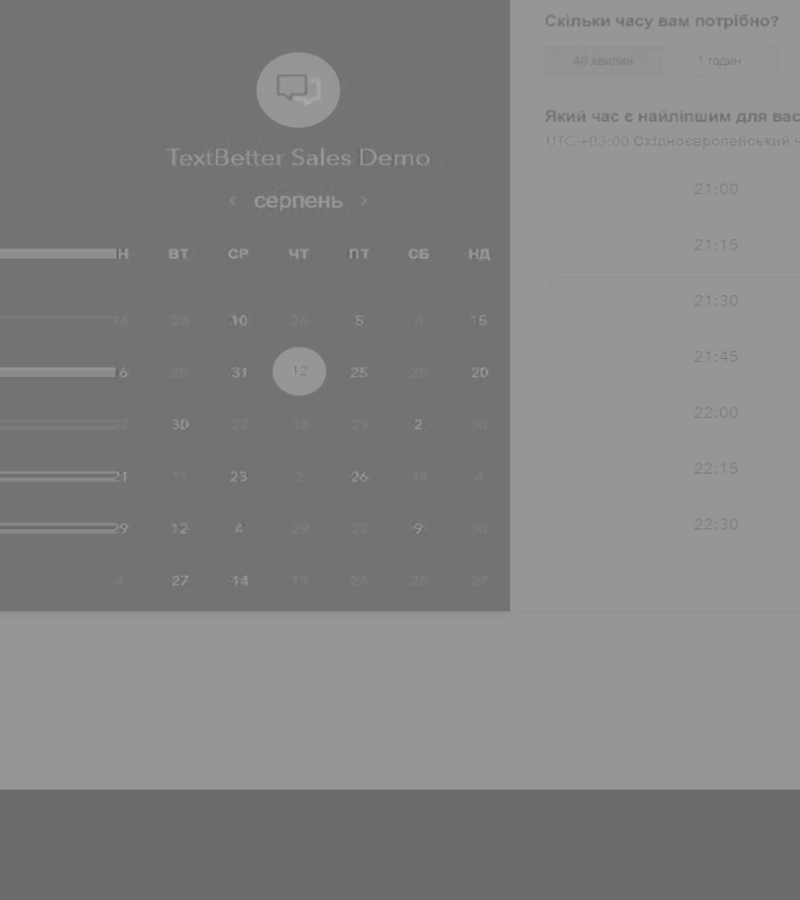 TextBetter Sales Demo
‹ серпень ›
Н ВТ СР ЧТ ПТ СБ НД
14 28 10 26 5 8 15
6 25 31 12 25 25 20
22 30 22 13 29 2 30
21 11 23 2 26 14 4
29 12 4 29 22 9 30
4 27 14 19 24 26 27
Скільки часу вам потрібно?
40 хвилин 1 годин
Який час є найліпшим для вас
UTC +03:00 Східноєвропейський ч
21:00
21:15
21:30
21:45
22:00
22:15
22:30